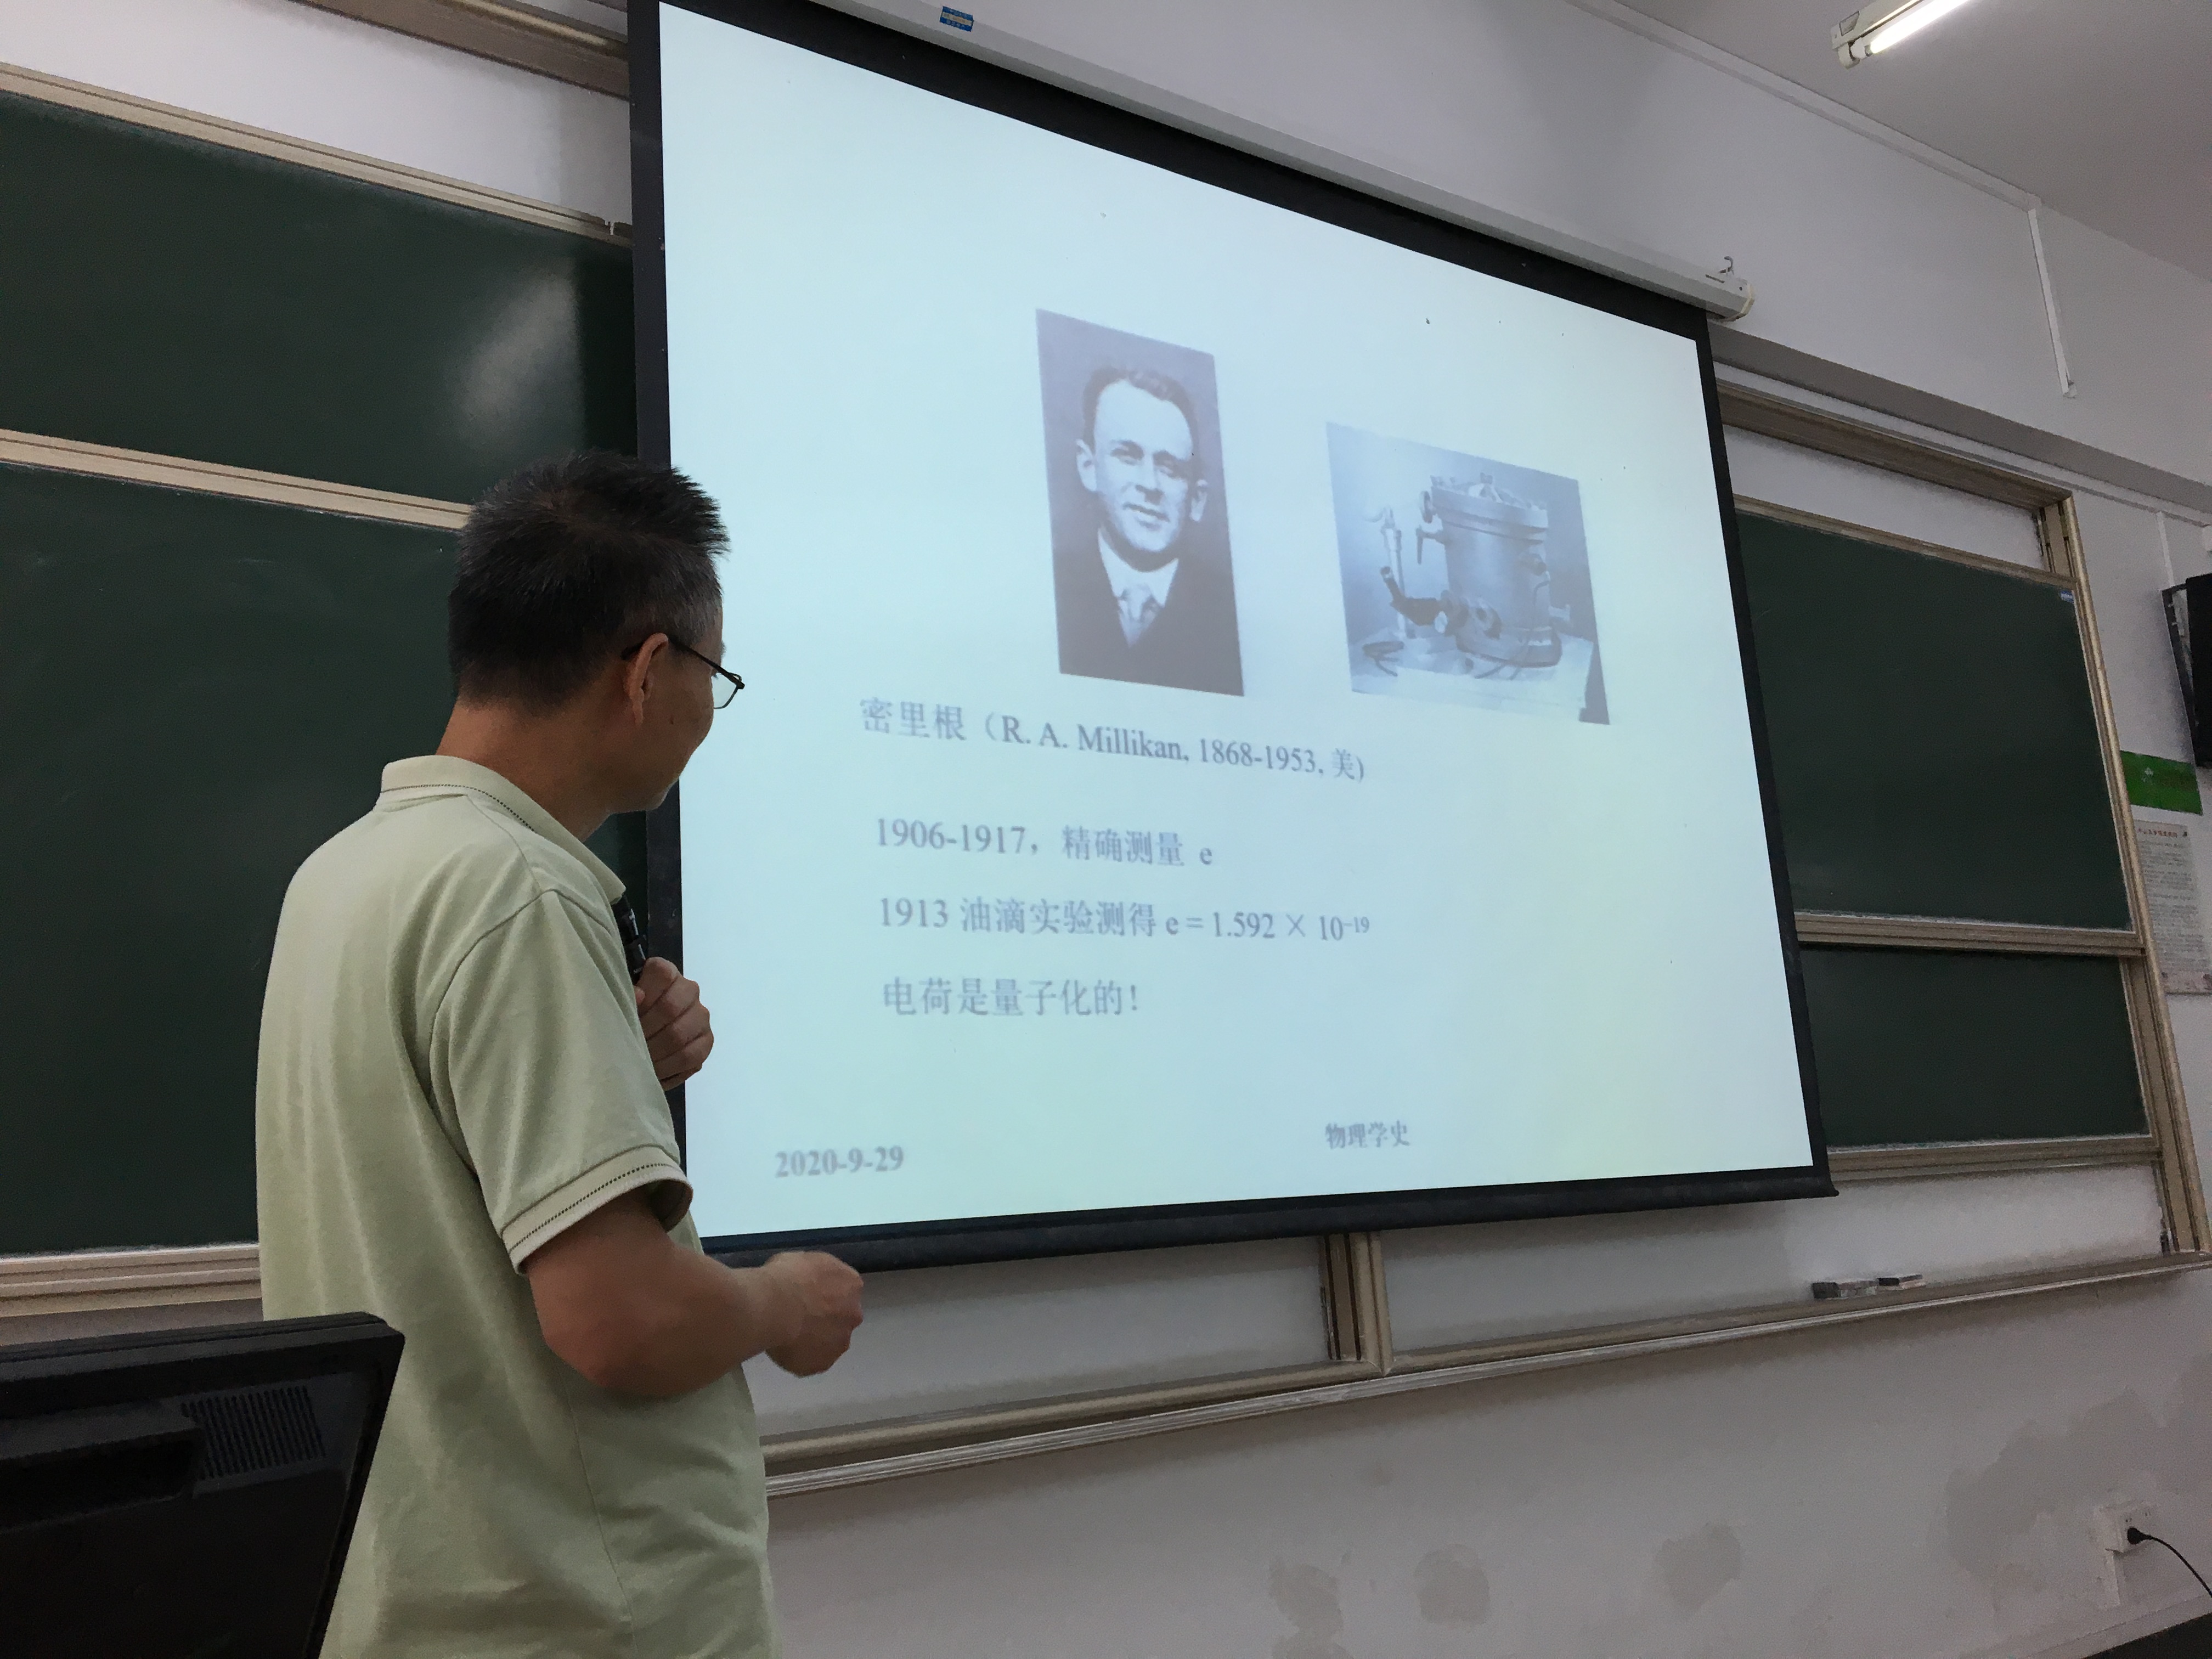 密里根（R. A. Millikan, 1868-1953, 美)
1906-1917，精确测量 e
1913 油滴实验测得 e = 1.592 × 10⁻¹⁹
电荷是量子化的！
2020-9-29
物理学史